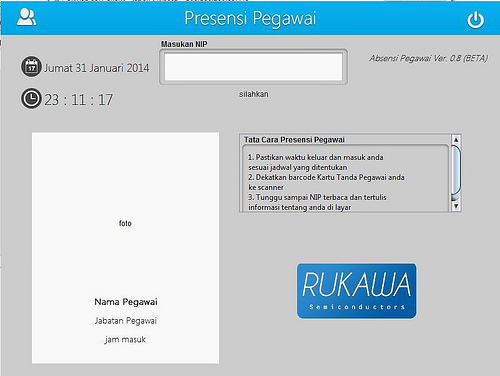 Presensi Pegawai
Masukan NIP
17
Jumat 31 Januari 2014
Absensi Pegawai Ver. 0.8 (BETA)
silahkan
23 : 11 : 17
Tata Cara Presensi Pegawai
1. Pastikan waktu keluar dan masuk anda
sesuai jadwal yang ditentukan
2. Dekatkan barcode Kartu Tanda Pegawai anda
ke scanner
3. Tunggu sampai NIP terbaca dan tertulis
informasi tentang anda di layar
foto
Nama Pegawai
Jabatan Pegawai
jam masuk
RUKAWA
Semiconductors